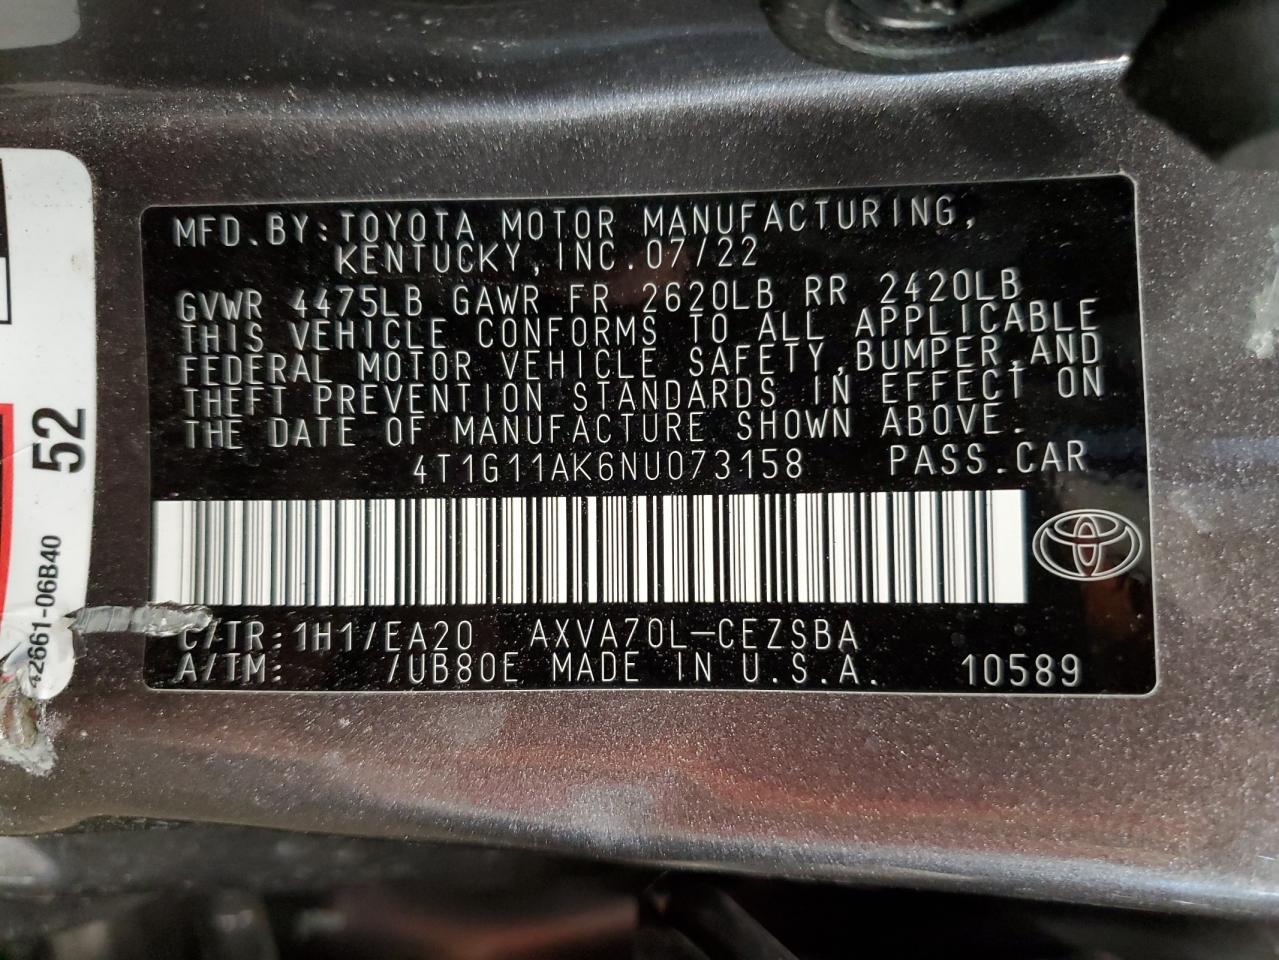 MFD.BY:TOYOTA MOTOR MANUFACTURING,
KENTUCKY,INC.07/22
GVWR 4475LB GAWR FR 2620LB RR 2420LB
THIS VEHICLE CONFORMS TO ALL APPLICABLE
FEDERAL MOTOR VEHICLE SAFETY,BUMPER,AND
THEFT PREVENTION STANDARDS IN EFFECT ON
THE DATE OF MANUFACTURE SHOWN ABOVE.
4T1G11AK6NU073158 PASS.CAR
C/TR:1H1/EA20 AXVA70L-CEZSBA
A/TM: /UB80E MADE IN U.S.A. 10589
52
42661-06B40